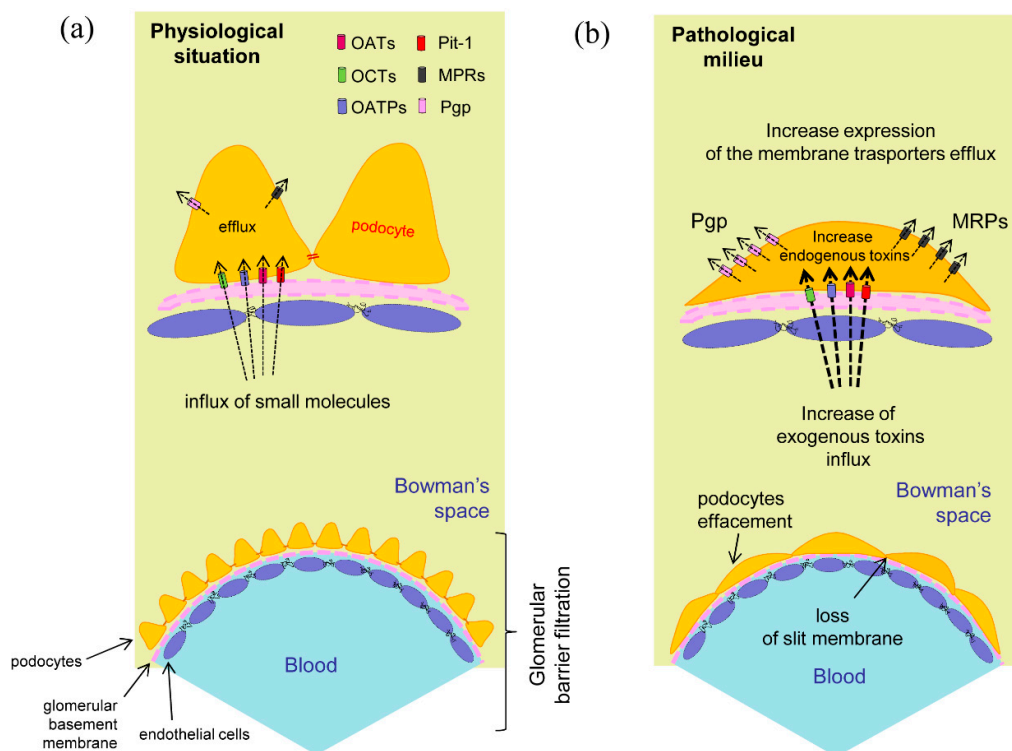 (a)
Physiological
situation
OATs
Pit-1
OCTs
MPRs
OATPs
Pgp
efflux
podocyte
influx of small molecules
Bowman's
space
podocytes
glomerular
basement
membrane
endothelial cells
Blood
Glomerular
barrier filtration
(b)
Pathological
milieu
Increase expression
of the membrane trasporters efflux
Pgp
MRPs
Increase
endogenous toxins
Increase of
exogenous toxins
influx
podocytes
effacement
Bowman's
space
loss
of slit membrane
Blood